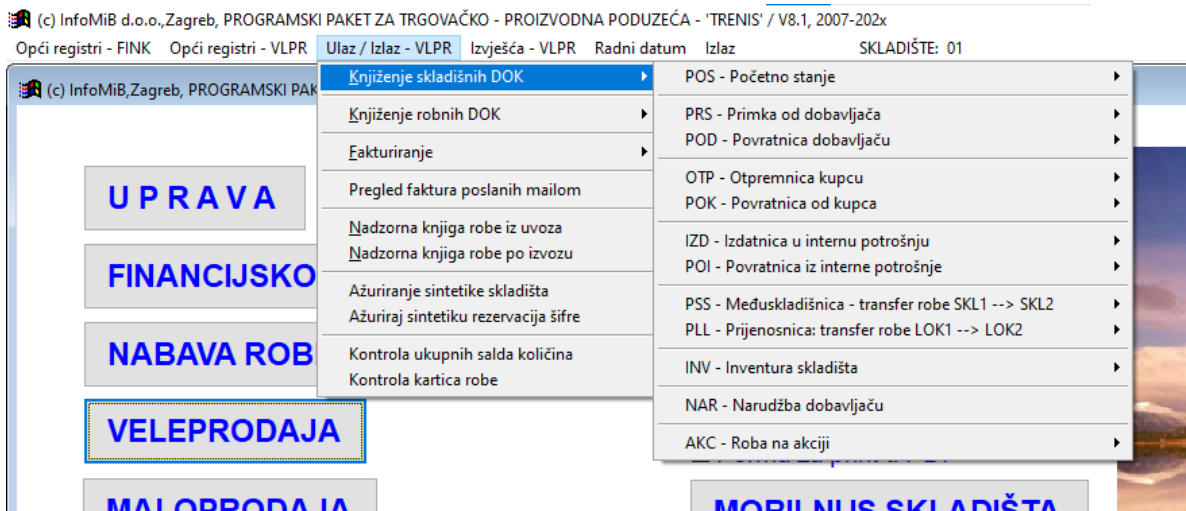 (c) InfoMiB d.o.o.,Zagreb, PROGRAMSKI PAKET ZA TRGOVAČKO - PROIZVODNA PODUZEĆA - 'TRENIS' / V8.1, 2007-202x
Opći registri - FINK Opći registri - VLPR Ulaz / Izlaz - VLPR Izvješća - VLPR Radni datum Izlaz SKLADIŠTE: 01
(c) InfoMiB,Zagreb, PROGRAMSKI PAK
Knjiženje skladišnih DOK
Knjiženje robnih DOK
Fakturiranje
Pregled faktura poslanih mailom
Nadzorna knjiga robe iz uvoza
Nadzorna knjiga robe po izvozu
Ažuriranje sintetike skladišta
Ažuriraj sintetiku rezervacija šifre
Kontrola ukupnih salda količina
Kontrola kartica robe
POS - Početno stanje
PRS - Primka od dobavljača
POD - Povratnica dobavljaču
OTP - Otpremnica kupcu
POK - Povratnica od kupca
IZD - Izdatnica u internu potrošnju
POI - Povratnica iz interne potrošnje
PSS - Međuskladišnica - transfer robe SKL1 --> SKL2
PLL - Prijenosnica: transfer robe LOK1 --> LOK2
INV - Inventura skladišta
NAR - Narudžba dobavljaču
AKC - Roba na akciji
U P R A V A
FINANCIJSKO
NABAVA ROB
VELEPRODAJA
MALOPRODAJA
MOBILNUS SKLADIŠTA